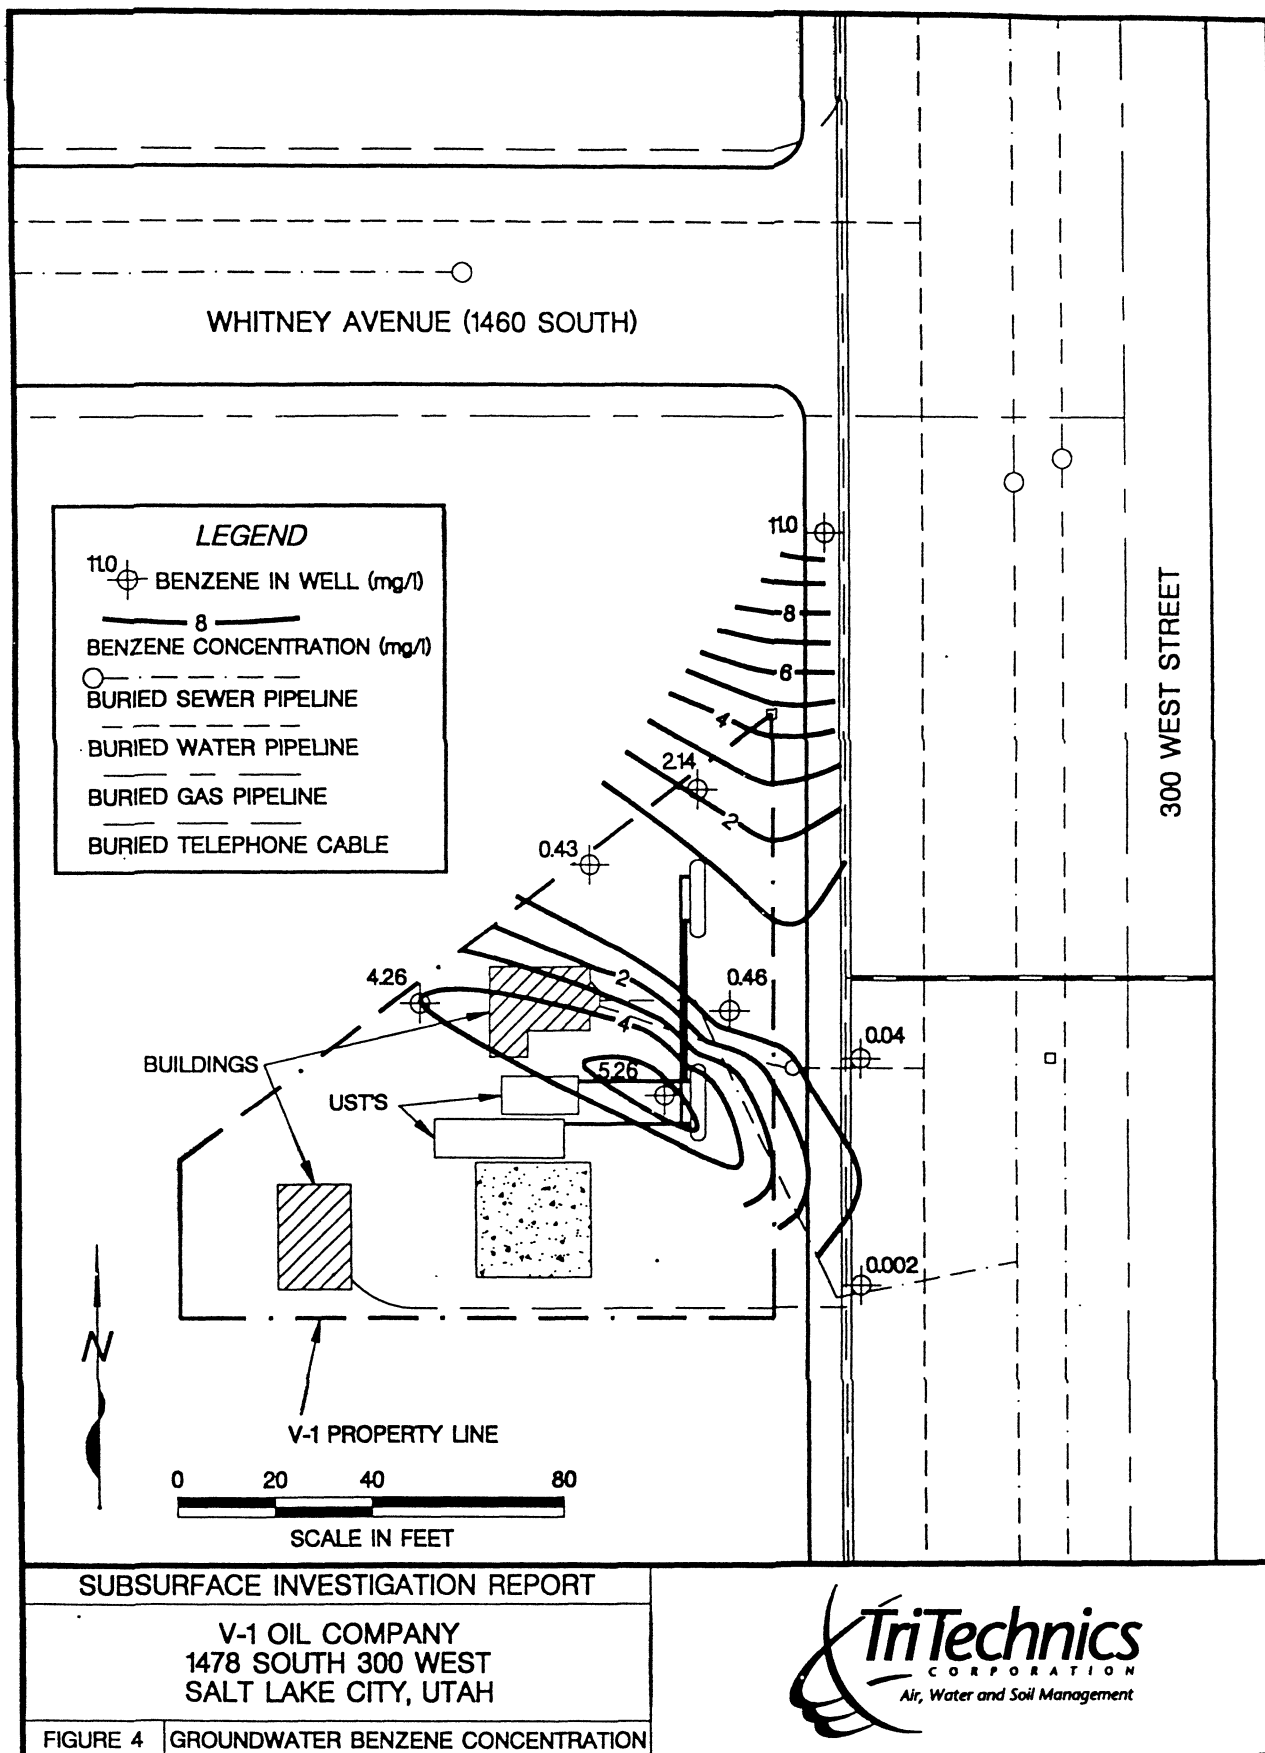 WHITNEY AVENUE (1460 SOUTH)
LEGEND
11.0 BENZENE IN WELL (mg/l)
8
BENZENE CONCENTRATION (mg/l)
BURIED SEWER PIPELINE
BURIED WATER PIPELINE
BURIED GAS PIPELINE
BURIED TELEPHONE CABLE
11.0
8
6
4
2.14
2
0.43
300 WEST STREET
4.26
2
0.46
4
0.04
BUILDINGS
5.26
UST'S
0.002
N
V-1 PROPERTY LINE
0 20 40 80
SCALE IN FEET
SUBSURFACE INVESTIGATION REPORT
V-1 OIL COMPANY
1478 SOUTH 300 WEST
SALT LAKE CITY, UTAH
FIGURE 4 GROUNDWATER BENZENE CONCENTRATION
TriTechnics
CORPORATION
Air, Water and Soil Management